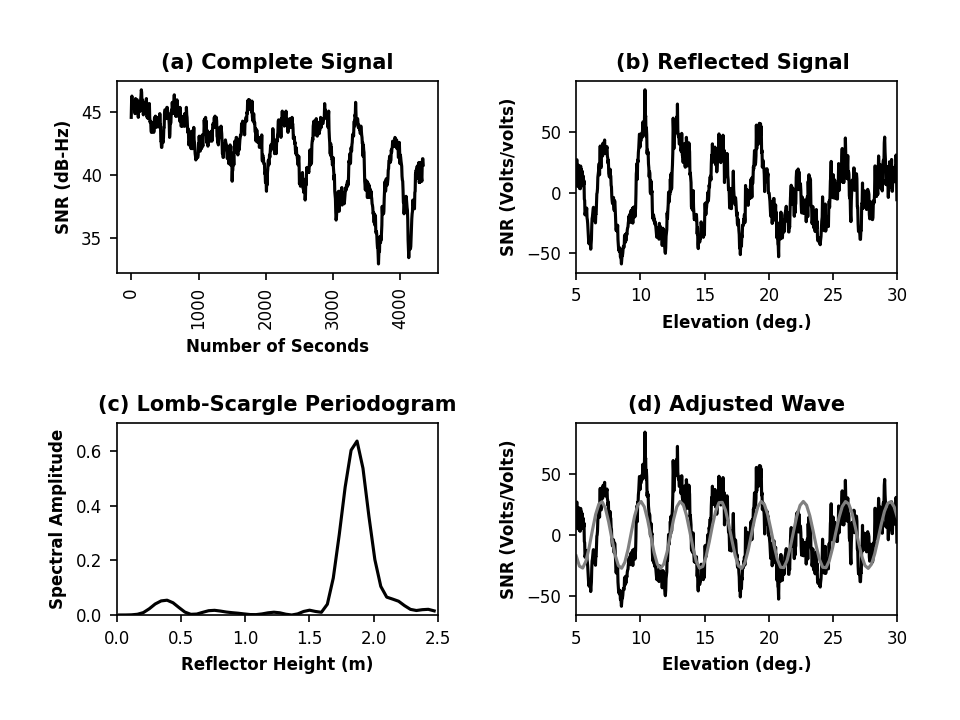 (a) Complete Signal
(b) Reflected Signal
SNR (dB-Hz)
45
40
35
0
1000
2000
3000
4000
Number of Seconds
SNR (Volts/volts)
50
0
−50
5 10 15 20 25 30
Elevation (deg.)
(c) Lomb-Scargle Periodogram
(d) Adjusted Wave
Spectral Amplitude
0.6
0.4
0.2
0.0
0.0 0.5 1.0 1.5 2.0 2.5
Reflector Height (m)
SNR (Volts/Volts)
50
0
−50
5 10 15 20 25 30
Elevation (deg.)